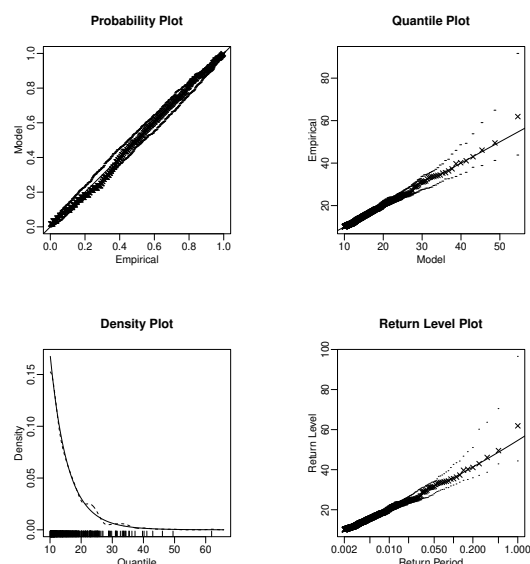 Probability Plot
Model
0.0 0.2 0.4 0.6 0.8 1.0
0.0 0.2 0.4 0.6 0.8 1.0
Empirical
Quantile Plot
Empirical
20 40 60 80
10 20 30 40 50
Model
Density Plot
Density
0.00 0.05 0.10 0.15
10 20 30 40 50 60
Quantile
Return Level Plot
Return Level
20 40 60 80 100
0.002 0.010 0.050 0.200 1.000
Return Period